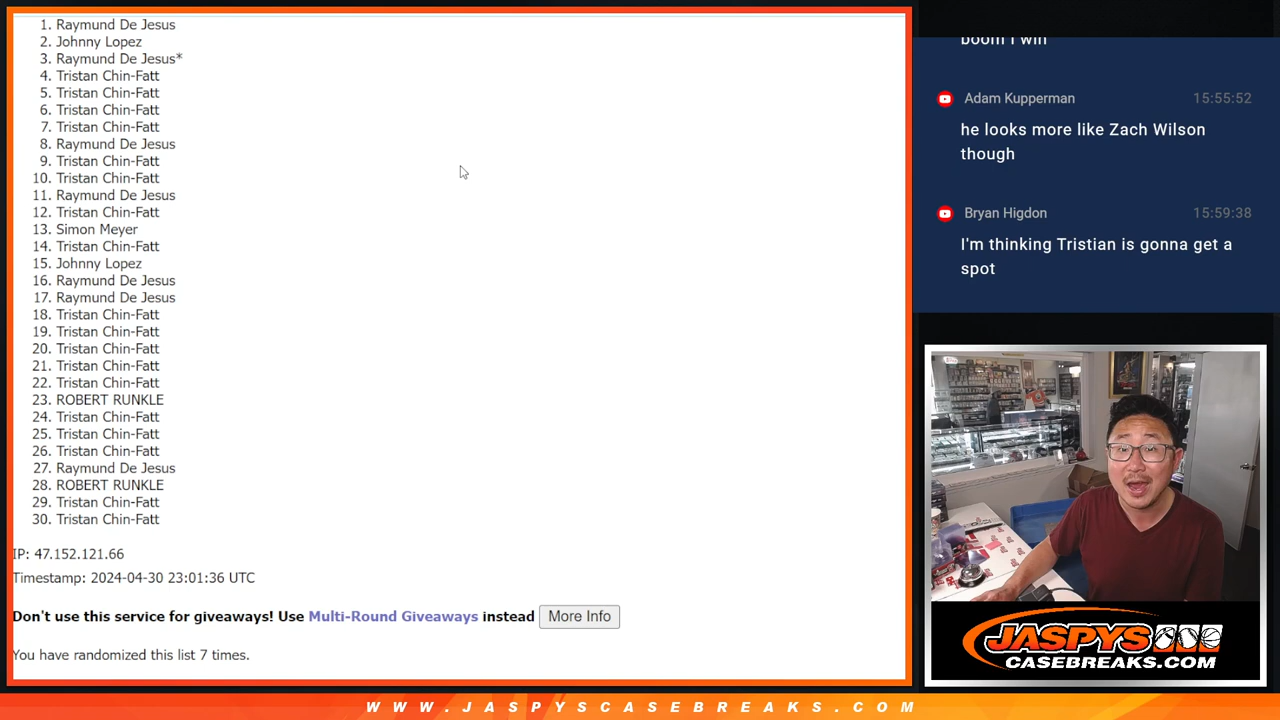 1. Raymund De Jesus
2. Johnny Lopez
3. Raymund De Jesus*
4. Tristan Chin-Fatt
5. Tristan Chin-Fatt
6. Tristan Chin-Fatt
7. Tristan Chin-Fatt
8. Raymund De Jesus
9. Tristan Chin-Fatt
10. Tristan Chin-Fatt
11. Raymund De Jesus
12. Tristan Chin-Fatt
13. Simon Meyer
14. Tristan Chin-Fatt
15. Johnny Lopez
16. Raymund De Jesus
17. Raymund De Jesus
18. Tristan Chin-Fatt
19. Tristan Chin-Fatt
20. Tristan Chin-Fatt
21. Tristan Chin-Fatt
22. Tristan Chin-Fatt
23. ROBERT RUNKLE
24. Tristan Chin-Fatt
25. Tristan Chin-Fatt
26. Tristan Chin-Fatt
27. Raymund De Jesus
28. ROBERT RUNKLE
29. Tristan Chin-Fatt
30. Tristan Chin-Fatt
IP: 47.152.121.66
Timestamp: 2024-04-30 23:01:36 UTC
Don't use this service for giveaways! Use Multi-Round Giveaways instead More Info
You have randomized this list 7 times.
boom I win
Adam Kupperman 15:55:52
he looks more like Zach Wilson
though
Bryan Higdon 15:59:38
I'm thinking Tristian is gonna get a
spot
JASPYS
CASEBREAKS.COM
WWW.JASPYSCASEBREAKS.COM